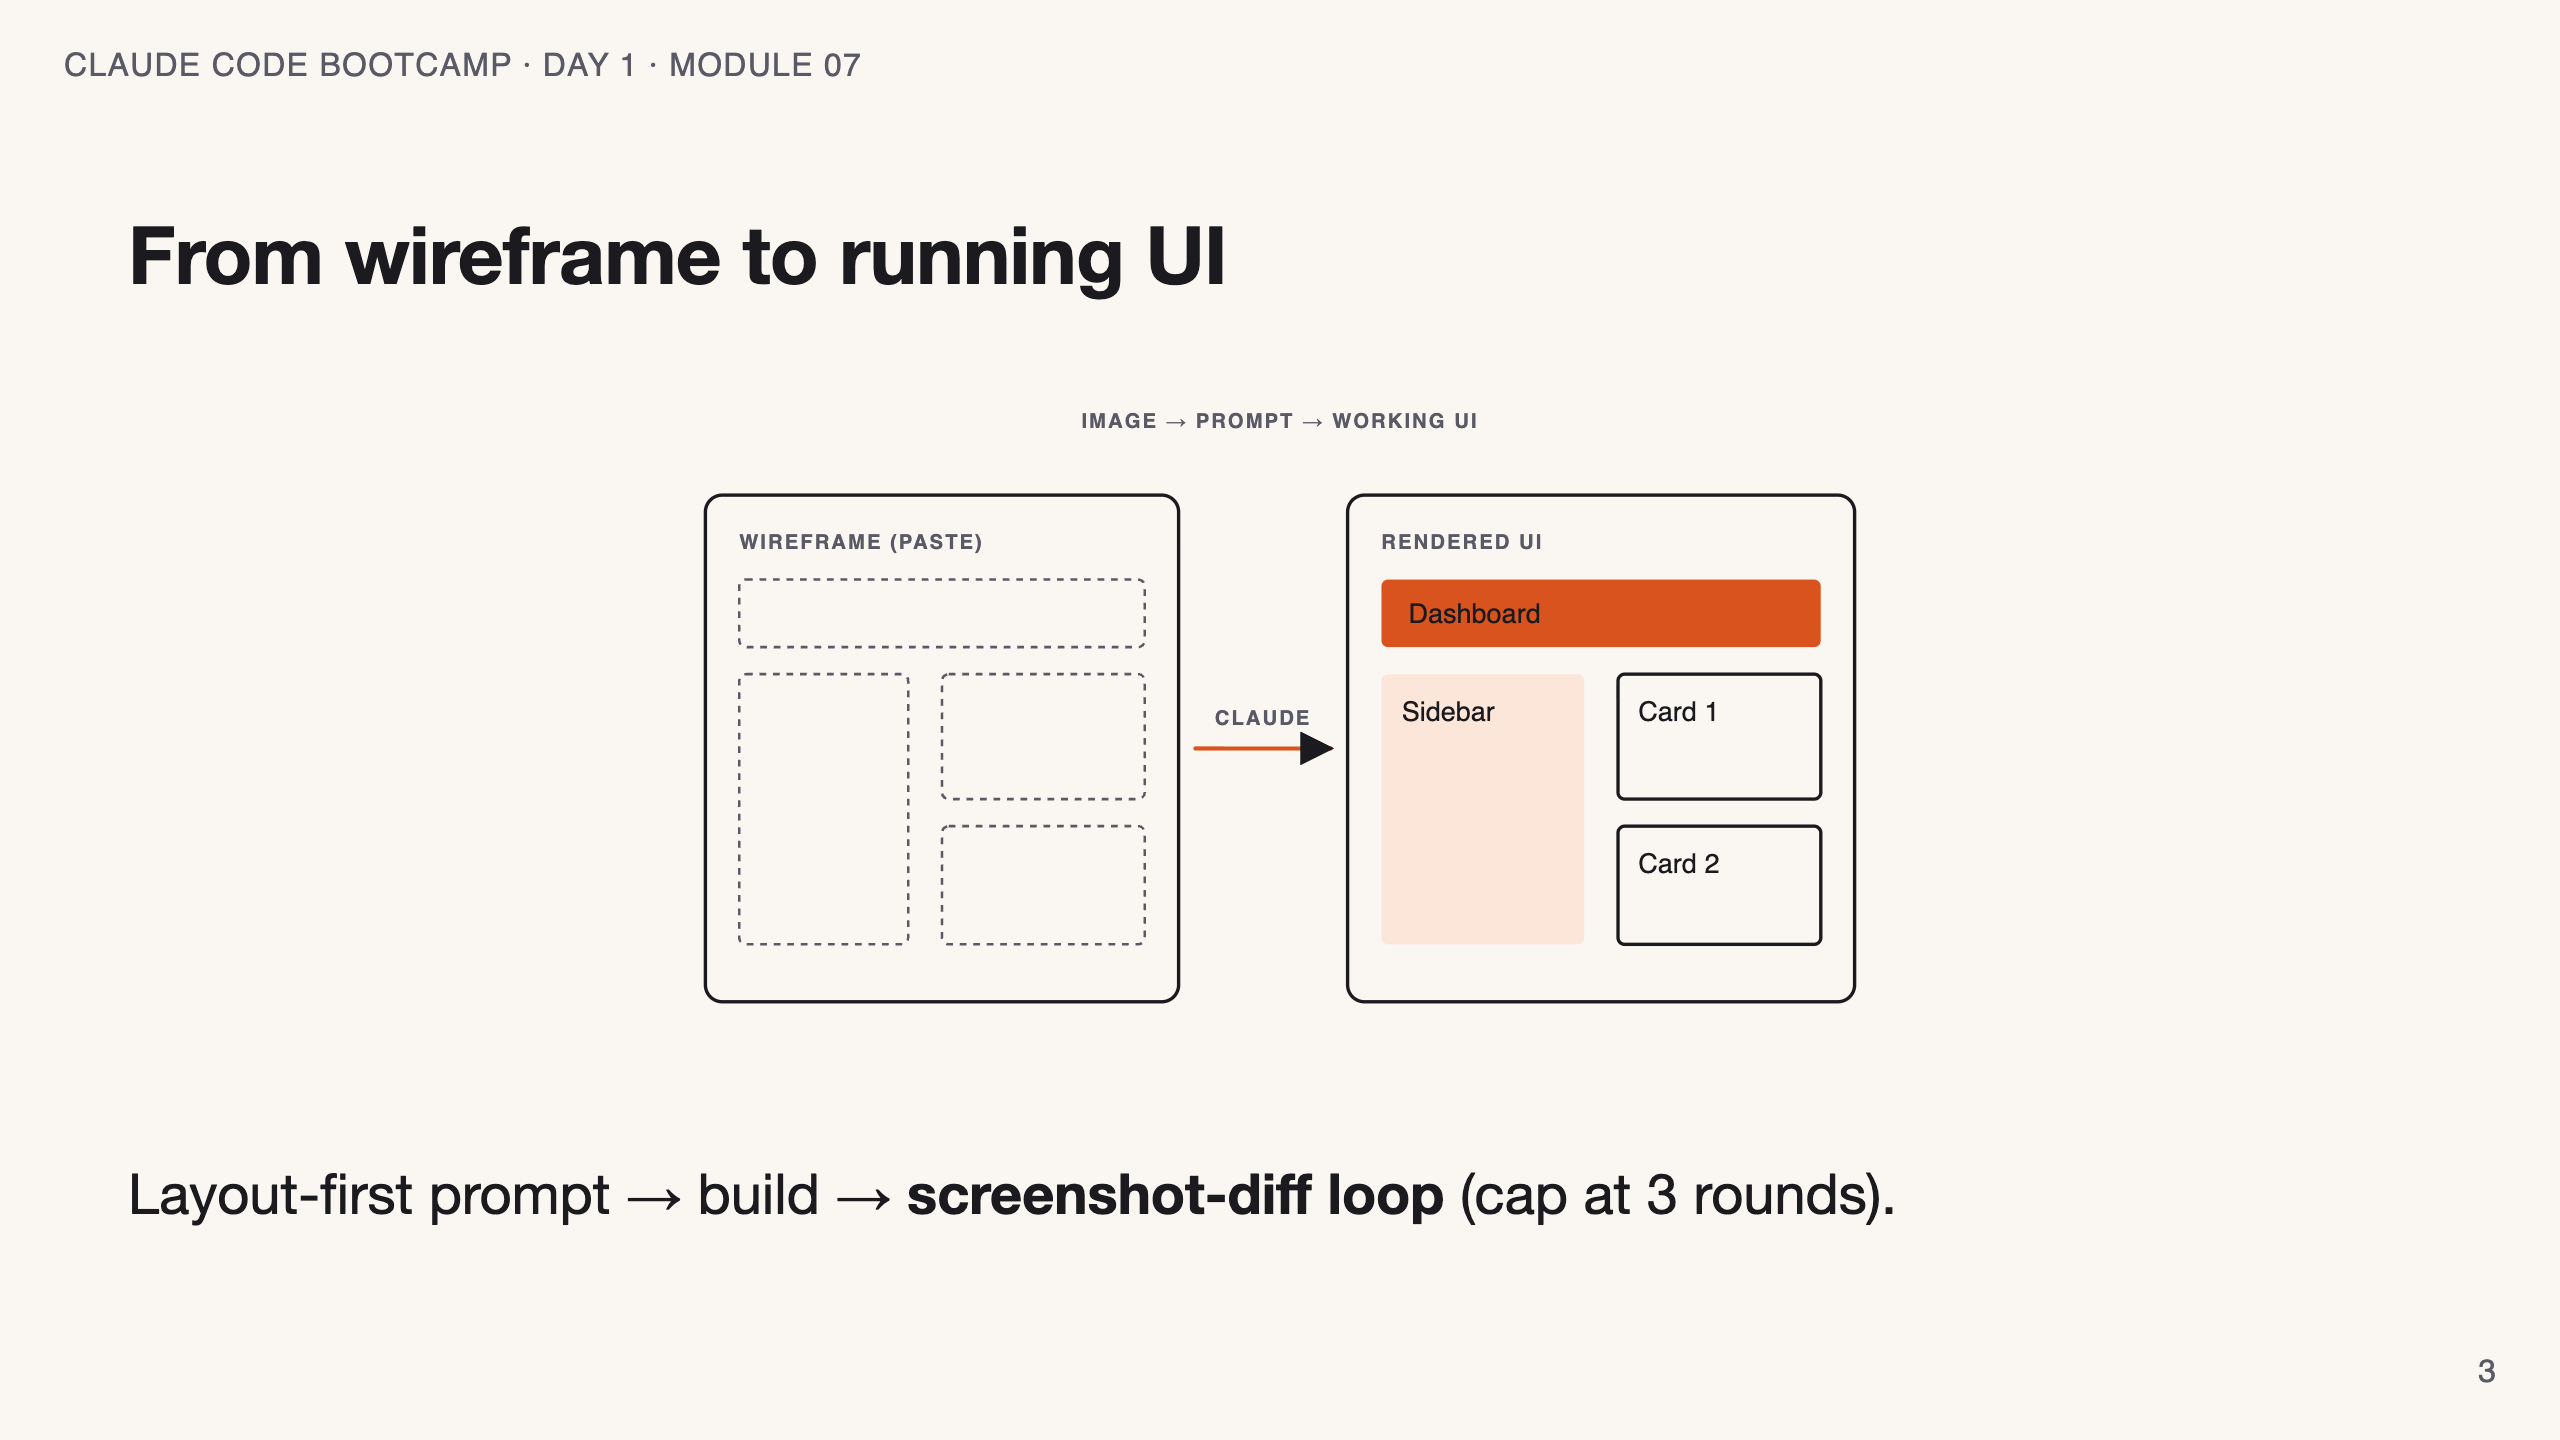 CLAUDE CODE BOOTCAMP · DAY 1 · MODULE 07
From wireframe to running UI
IMAGE → PROMPT → WORKING UI
WIREFRAME (PASTE)
CLAUDE
RENDERED UI
Dashboard
Sidebar
Card 1
Card 2
Layout-first prompt → build → screenshot-diff loop (cap at 3 rounds).
3